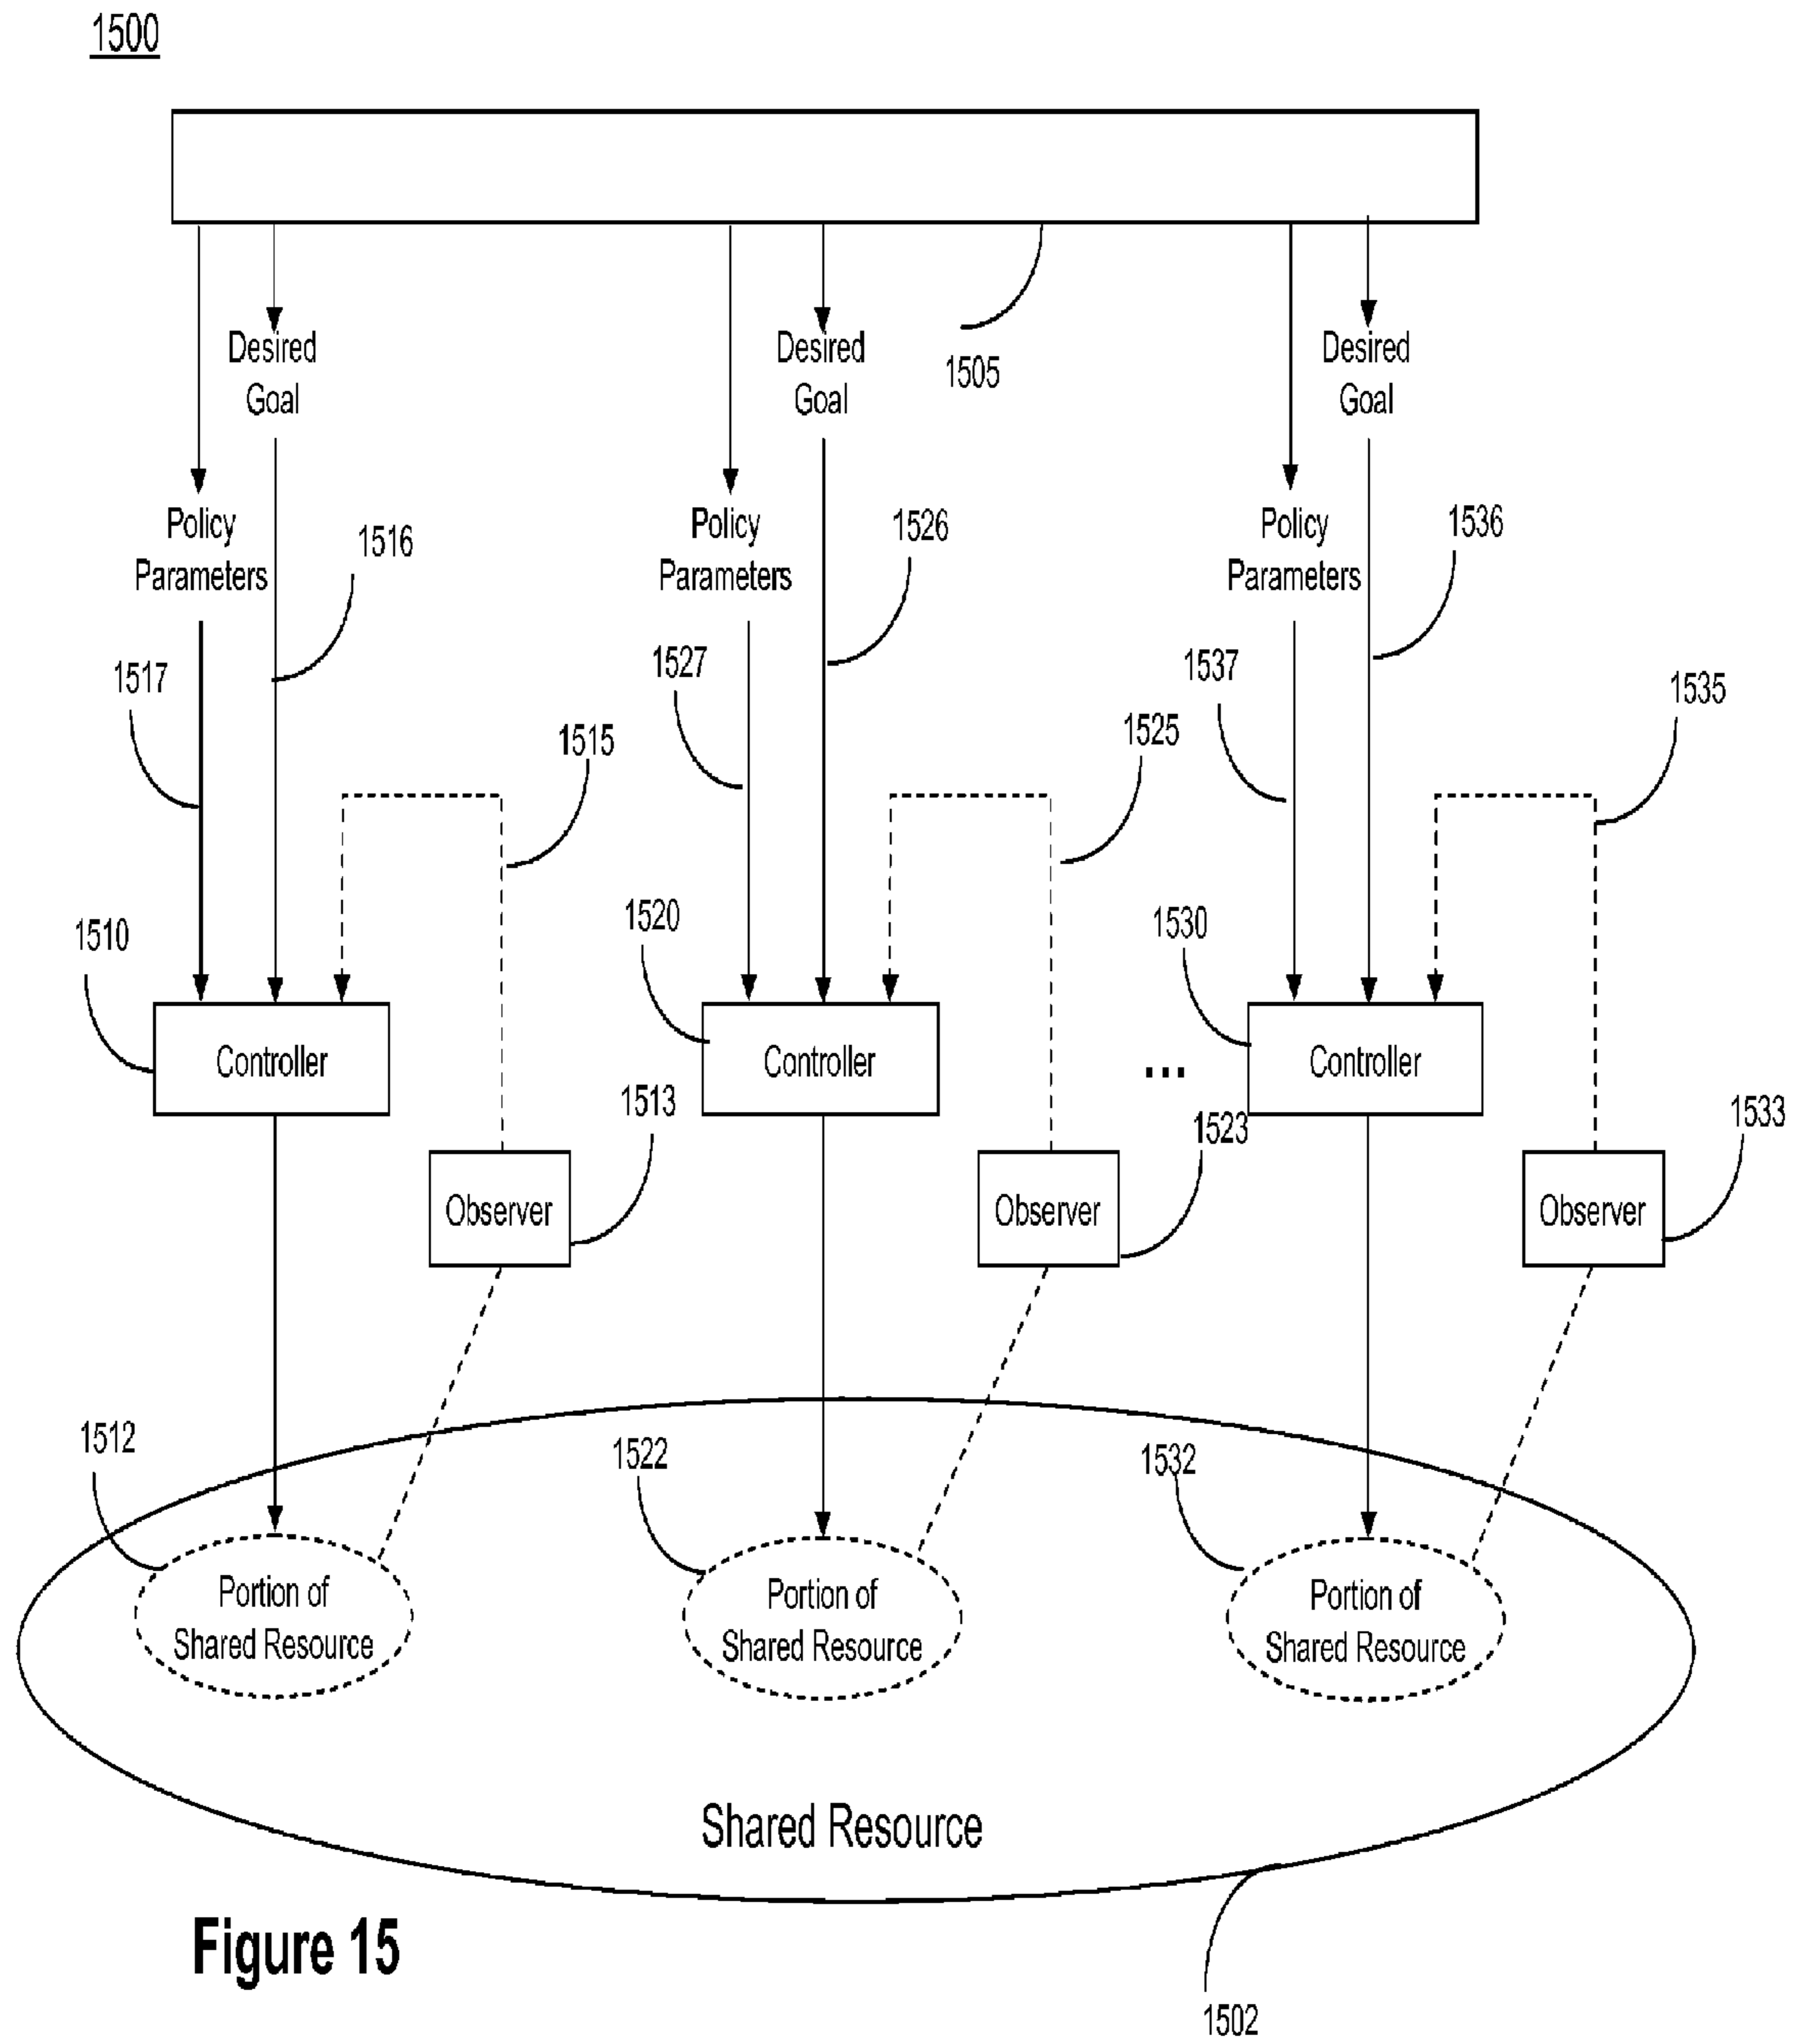 1500
Desired
Goal
Desired
Goal
1505
Desired
Goal
Policy
Parameters
1516
Policy
Parameters
1526
Policy
Parameters
1536
1517
1527
1537
1535
1515
1525
1510
1520
1530
Controller
Controller
...
Controller
1513
1523
1533
Observer
Observer
Observer
1512
1522
1532
Portion of
Shared Resource
Portion of
Shared Resource
Portion of
Shared Resource
Shared Resource
Figure 15
1502